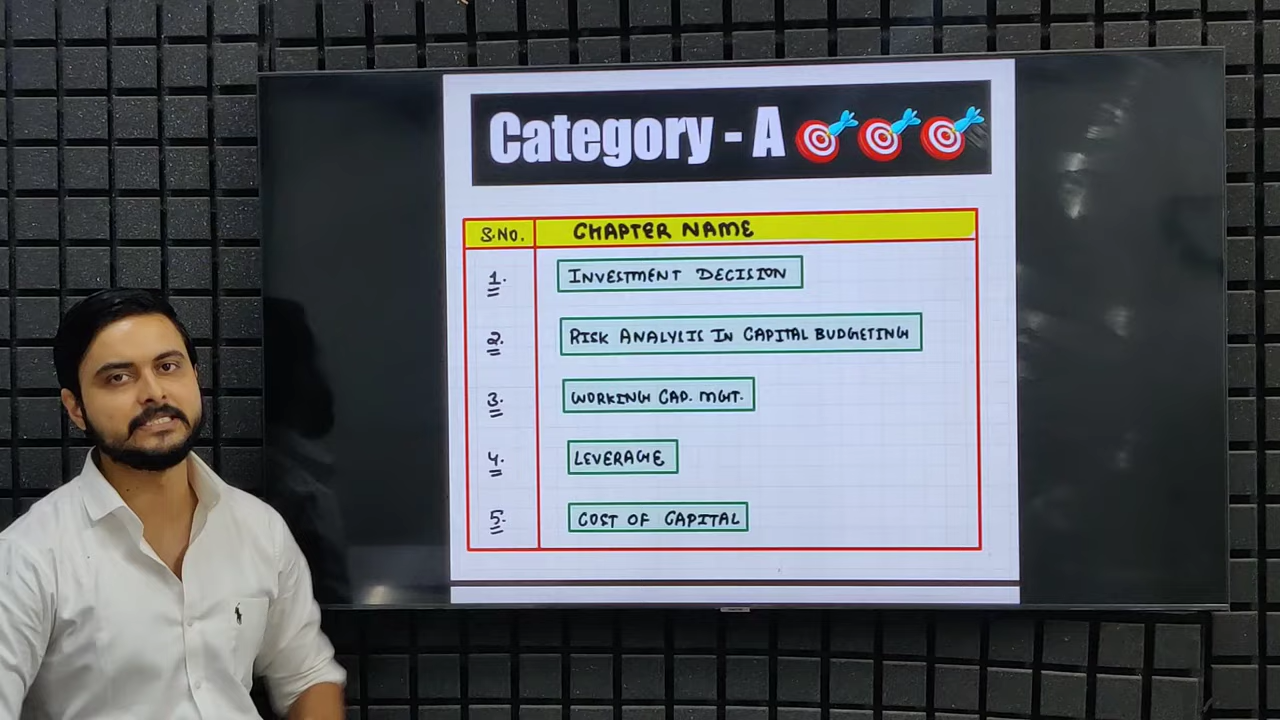 Category - A
S.NO. CHAPTER NAME
1. INVESTMENT DECISION
2. RISK ANALYSIS IN CAPITAL BUDGETING
3. WORKING CAP. MGT.
4. LEVERAGE
5. COST OF CAPITAL